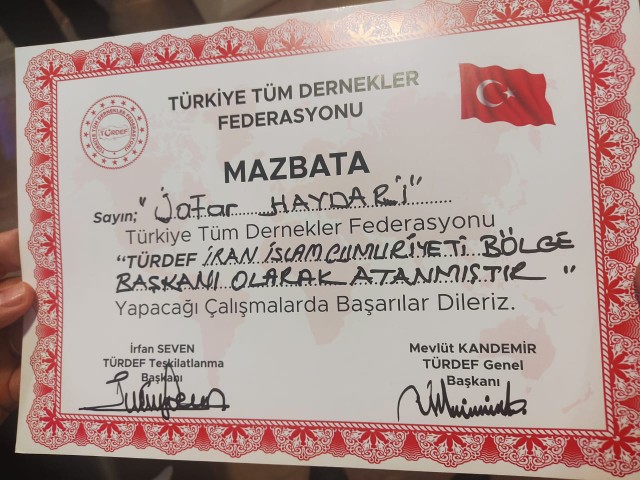 TÜRKİYE TÜM DERNEKLER
FEDERASYONU
TÜRDEF
MAZBATA
Sayın; "Jafar HAYDARİ"
Türkiye Tüm Dernekler Federasyonu
"TÜRDEF İRAN İSLAM CUMURİYETİ BÖLGE
BAŞKANI OLARAK ATANMIŞTIR"
Yapacağı Çalışmalarda Başarılar Dileriz.
İrfan SEVEN
TÜRDEF Teşkilatlanma
Başkanı
Mevlüt KANDEMİR
TÜRDEF Genel
Başkanı